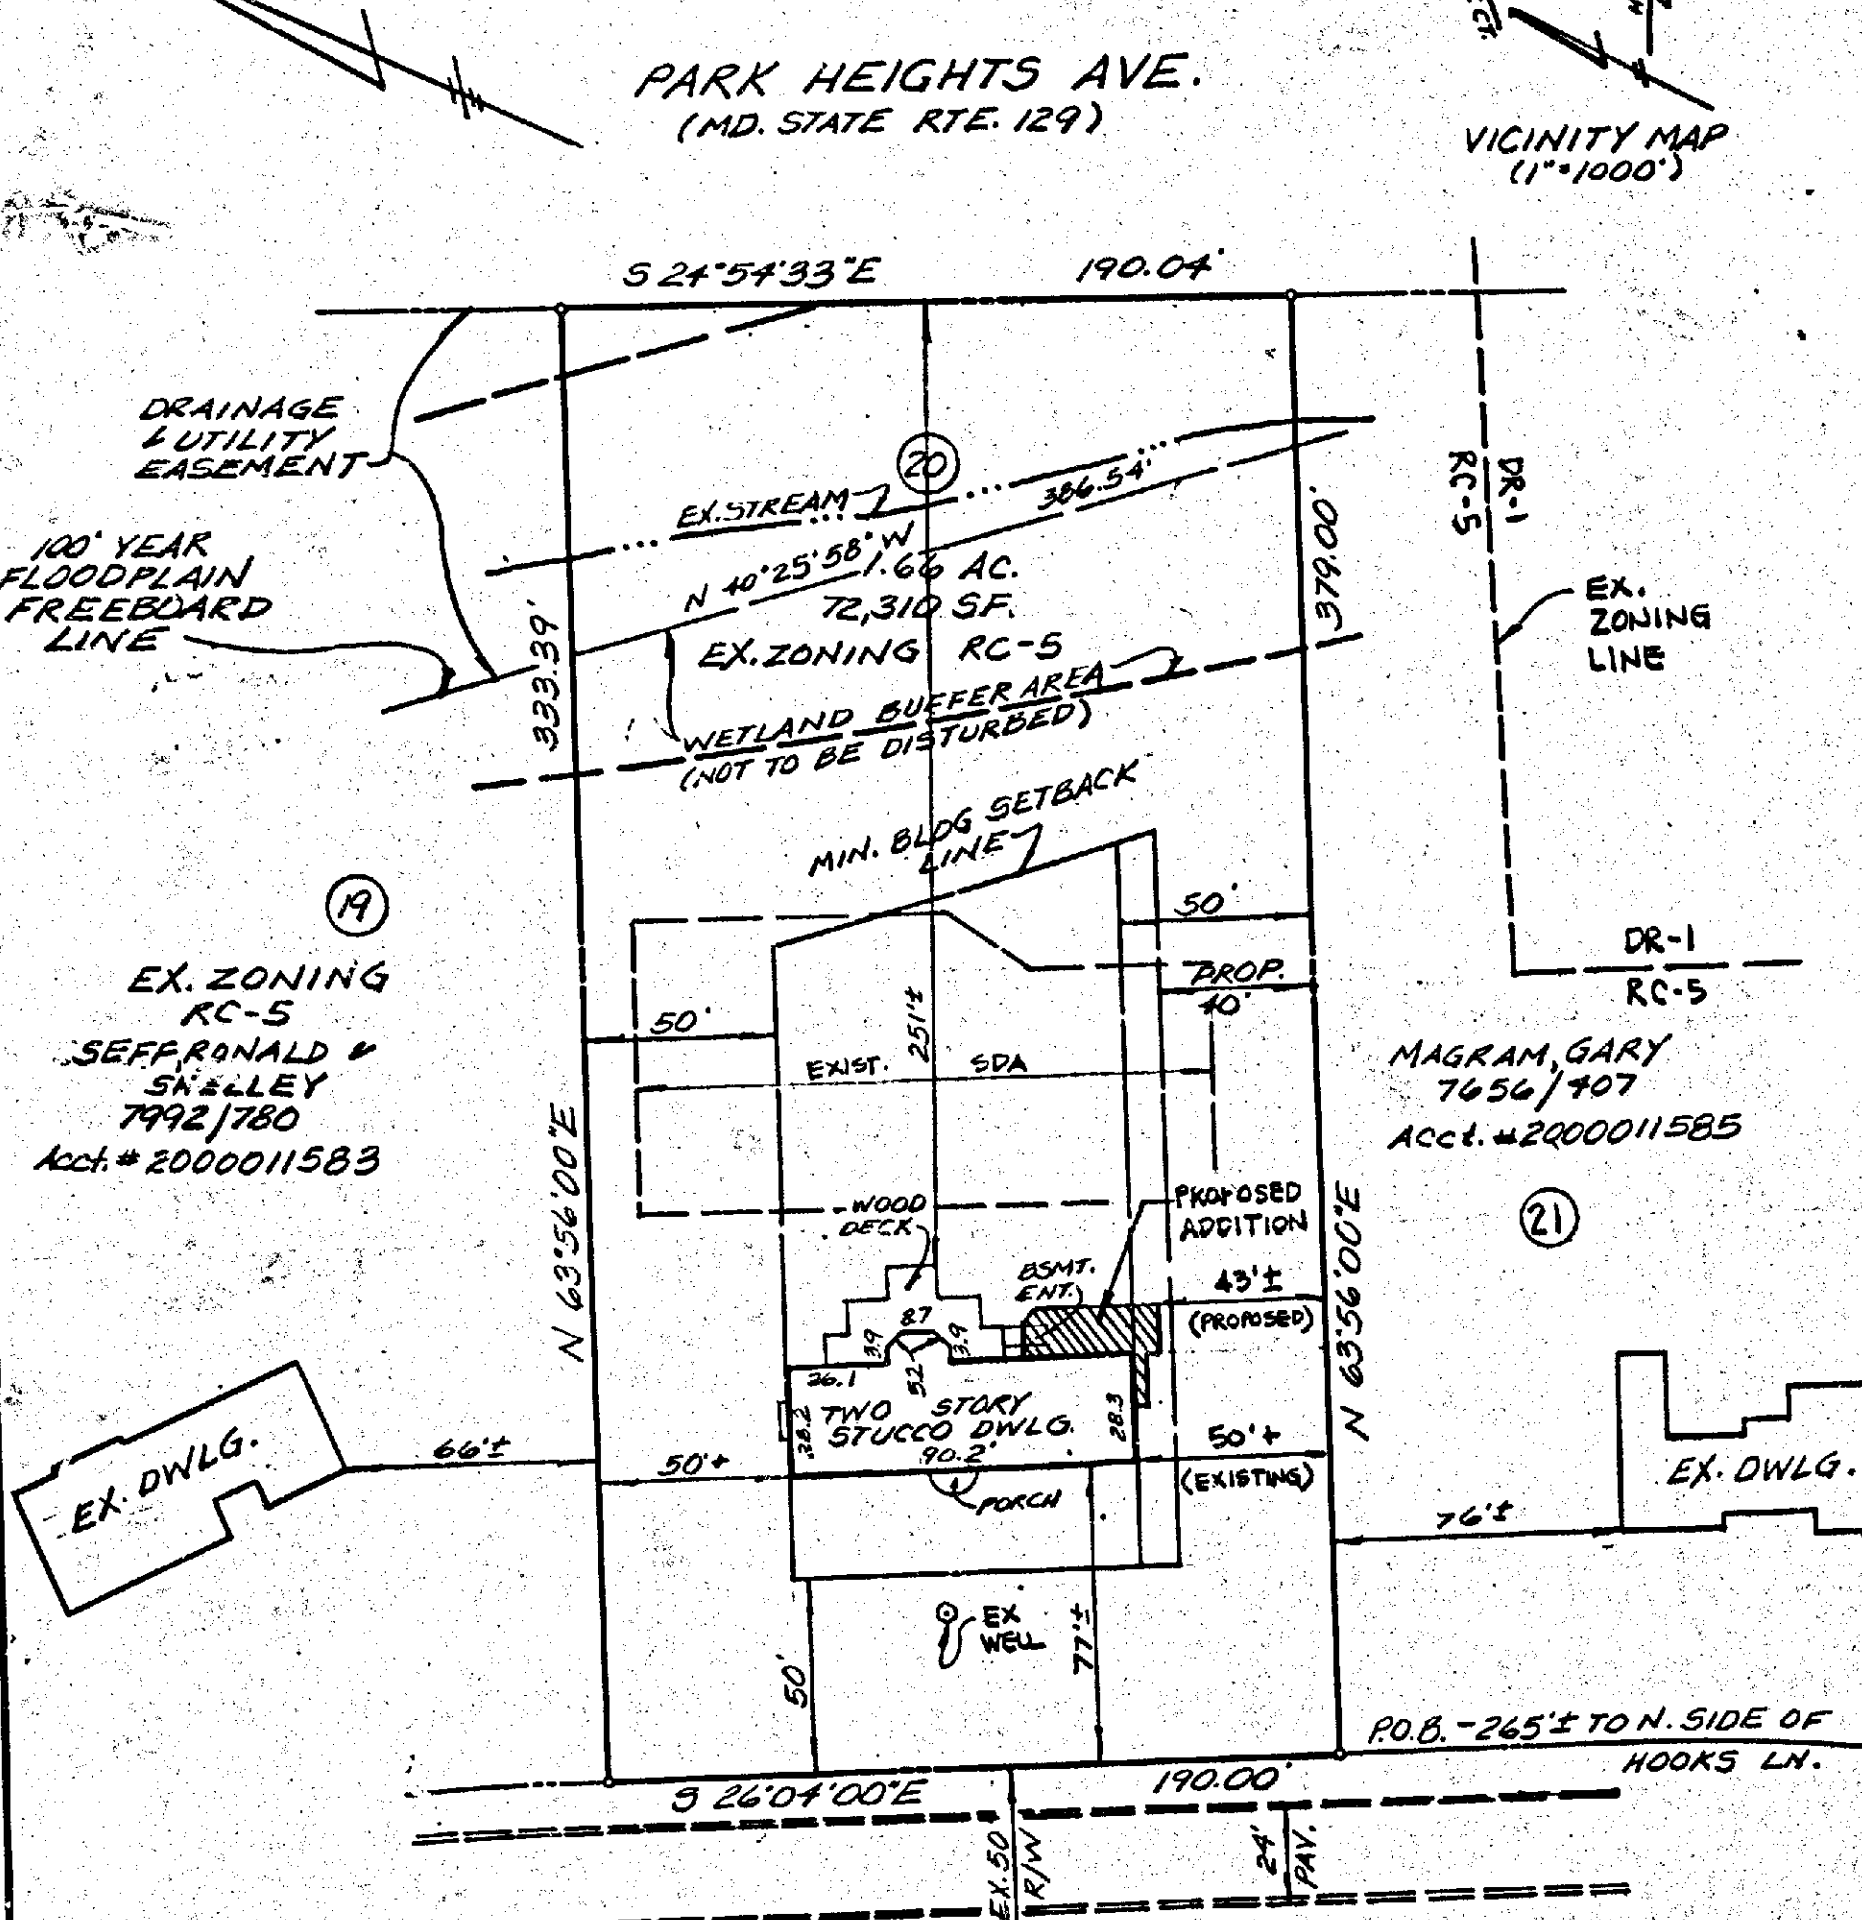 CT.
PARK HEIGHTS AVE.
(MD. STATE RTE. 129)
VICINITY MAP
(1"=1000')
S 24°54'33"E
190.04'
DRAINAGE
& UTILITY
EASEMENT
100' YEAR
FLOODPLAIN
FREEBOARD
LINE
20
EX. STREAM
386.54'
N 40°25'58" W
1.66 AC.
72,310 SF.
EX. ZONING RC-5
WETLAND BUFFER AREA
(NOT TO BE DISTURBED)
333.39'
379.00'
DR-1
RC-5
EX.
ZONING
LINE
MIN. BLDG SETBACK
LINE
19
EX. ZONING
RC-5
SEFF, RONALD &
SHELLEY
7992/780
Acct. # 2000011583
50'
50'
PROP.
40'
251'±
EXIST. SDA
DR-1
RC-5
MAGRAM, GARY
7656/407
Acct. #2000011585
21
N 63°56'00"E
N 63°56'00"E
WOOD
DECK
PROPOSED
ADDITION
BSMT.
ENT.
43'±
(PROPOSED)
8.7
3.9
3.9
5.2
26.1
28.2
28.3
TWO STORY
STUCCO DWLG.
90.2'
PORCH
EX. DWLG.
66'±
50'+
50'+
(EXISTING)
76'±
EX. DWLG.
EX
WELL
50'
77'±
P.O.B. - 265'± TO N. SIDE OF
HOOKS LN.
S 26°04'00"E
190.00'
EX. 50
R/W
24'
PAV.